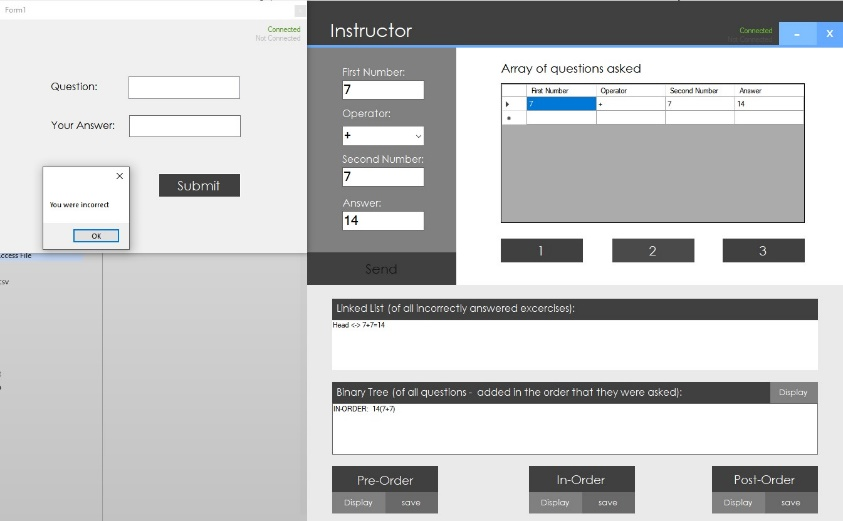 Form1
Connected
Not Connected
Question:
Your Answer:
Submit
You were incorrect
OK
ccess File
csv
Instructor
Connected
First Number:
7
Operator:
+
Second Number:
7
Answer:
14
Send
Array of questions asked
First Number Operator Second Number Answer
7 + 7 14
1 2 3
Linked List (of all incorrectly answered excercises):
Head <-> 7+7=14
Binary Tree (of all questions - added in the order that they were asked):
Display
IN-ORDER: 14(7+7)
Pre-Order In-Order Post-Order
Display save Display save Display save